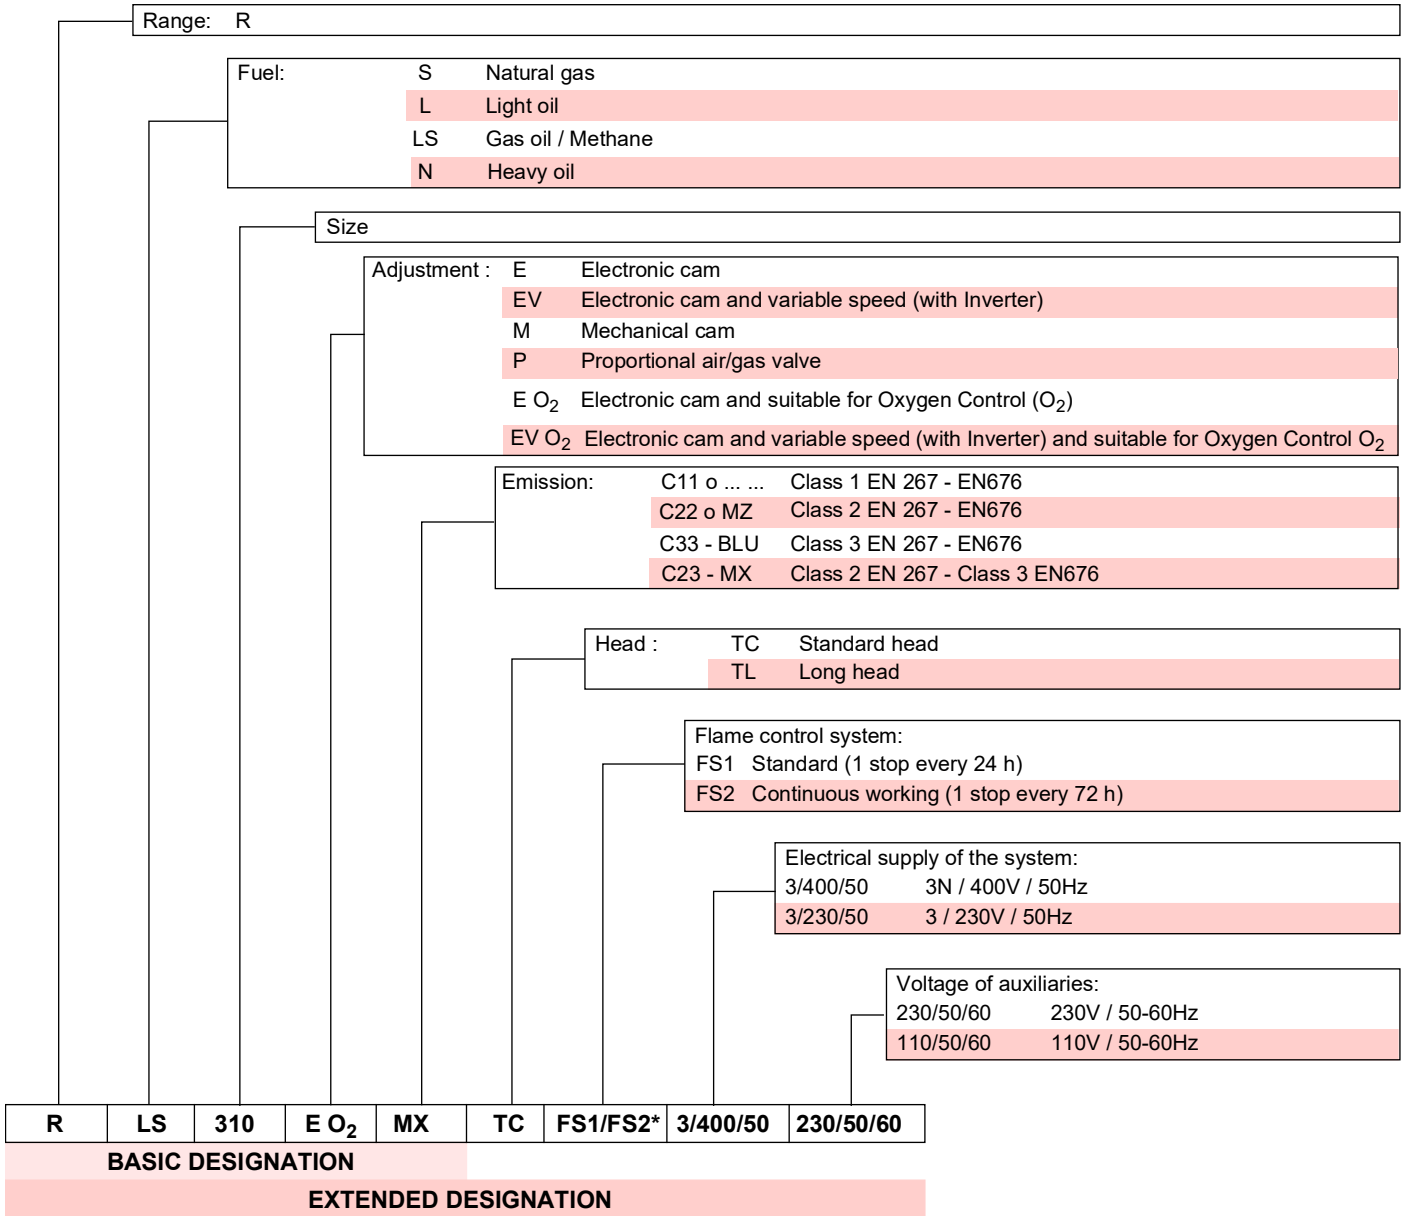 Range: R
Fuel: S Natural gas
L Light oil
LS Gas oil / Methane
N Heavy oil
Size
Adjustment : E Electronic cam
EV Electronic cam and variable speed (with Inverter)
M Mechanical cam
P Proportional air/gas valve
E O2 Electronic cam and suitable for Oxygen Control (O2)
EV O2 Electronic cam and variable speed (with Inverter) and suitable for Oxygen Control O2
Emission: C11 o ... ... Class 1 EN 267 - EN676
C22 o MZ Class 2 EN 267 - EN676
C33 - BLU Class 3 EN 267 - EN676
C23 - MX Class 2 EN 267 - Class 3 EN676
Head : TC Standard head
TL Long head
Flame control system:
FS1 Standard (1 stop every 24 h)
FS2 Continuous working (1 stop every 72 h)
Electrical supply of the system:
3/400/50 3N / 400V / 50Hz
3/230/50 3 / 230V / 50Hz
Voltage of auxiliaries:
230/50/60 230V / 50-60Hz
110/50/60 110V / 50-60Hz
R LS 310 E O2 MX TC FS1/FS2* 3/400/50 230/50/60
BASIC DESIGNATION
EXTENDED DESIGNATION